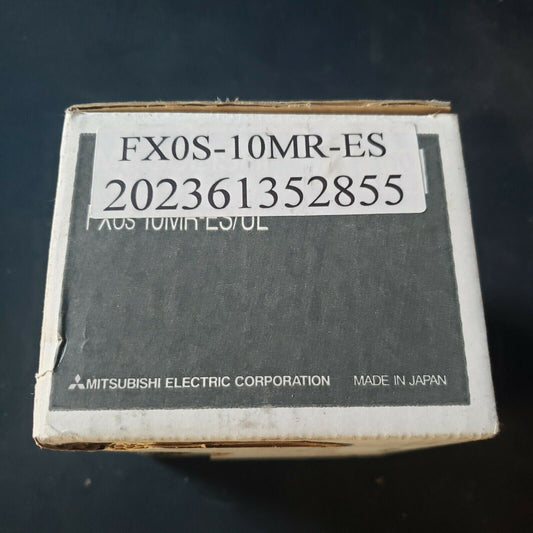 FX0S-10MR-ES
202361352855
FX0S-10MR-ES/UL
MITSUBISHI ELECTRIC CORPORATION MADE IN JAPAN